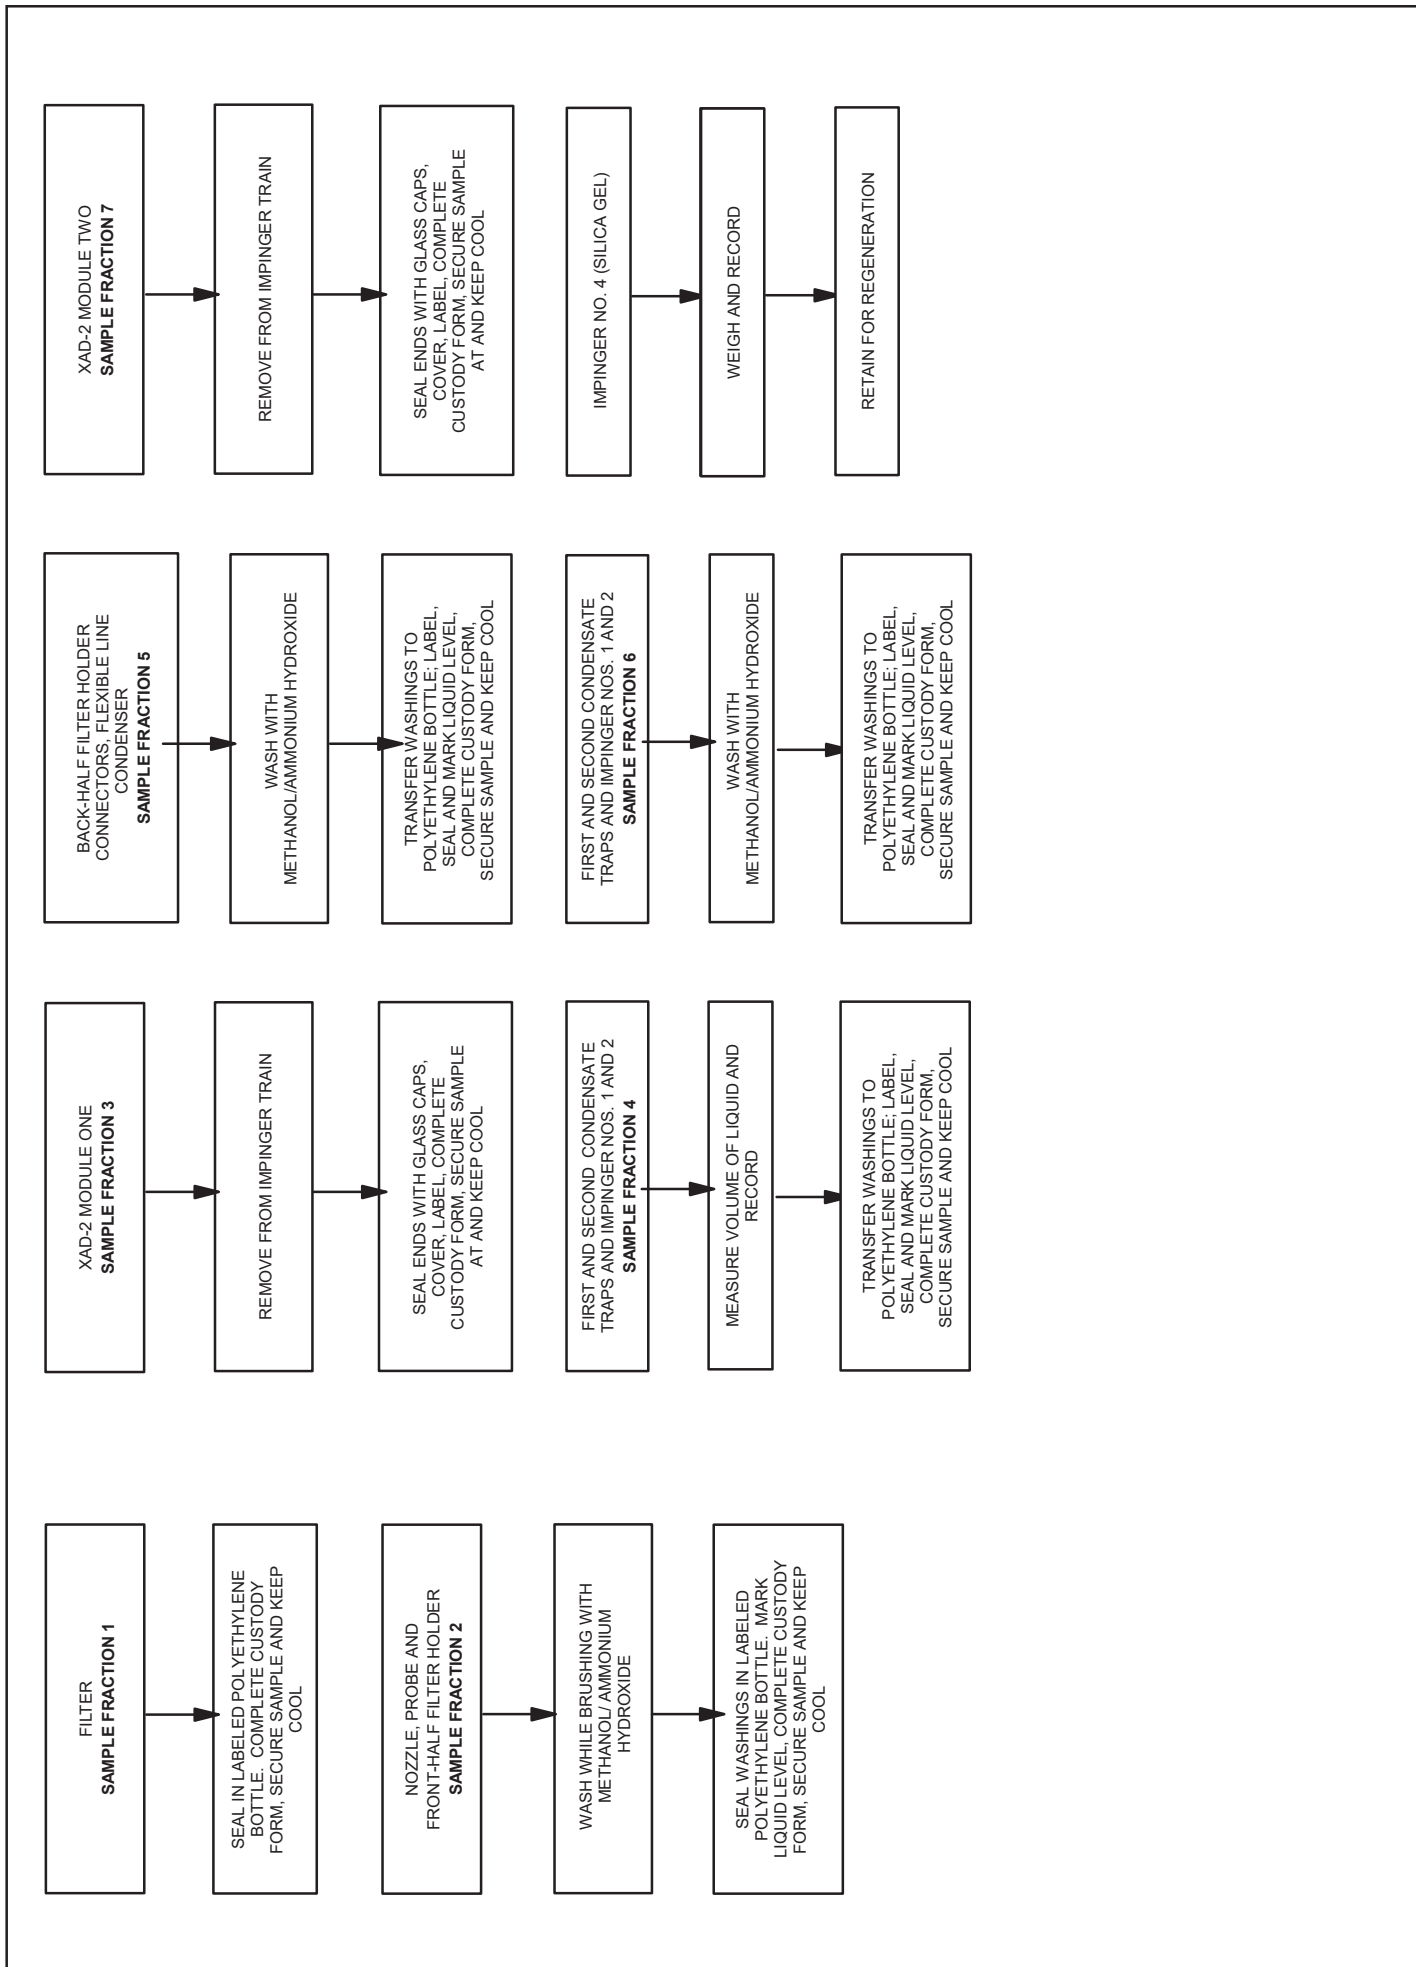 FILTER
SAMPLE FRACTION 1
SEAL IN LABELED POLYETHYLENE
BOTTLE. COMPLETE CUSTODY
FORM, SECURE SAMPLE AND KEEP
COOL
NOZZLE, PROBE AND
FRONT-HALF FILTER HOLDER
SAMPLE FRACTION 2
WASH WHILE BRUSHING WITH
METHANOL/ AMMONIUM
HYDROXIDE
SEAL WASHINGS IN LABELED
POLYETHYLENE BOTTLE. MARK
LIQUID LEVEL, COMPLETE CUSTODY
FORM, SECURE SAMPLE AND KEEP
COOL
XAD-2 MODULE ONE
SAMPLE FRACTION 3
REMOVE FROM IMPINGER TRAIN
SEAL ENDS WITH GLASS CAPS,
COVER, LABEL, COMPLETE
CUSTODY FORM, SECURE SAMPLE
AT AND KEEP COOL
FIRST AND SECOND CONDENSATE
TRAPS AND IMPINGER NOS. 1 AND 2
SAMPLE FRACTION 4
MEASURE VOLUME OF LIQUID AND
RECORD
TRANSFER WASHINGS TO
POLYETHYLENE BOTTLE; LABEL,
SEAL AND MARK LIQUID LEVEL,
COMPLETE CUSTODY FORM,
SECURE SAMPLE AND KEEP COOL
BACK-HALF FILTER HOLDER
CONNECTORS, FLEXIBLE LINE
CONDENSER
SAMPLE FRACTION 5
WASH WITH
METHANOL/AMMONIUM HYDROXIDE
TRANSFER WASHINGS TO
POLYETHYLENE BOTTLE; LABEL,
SEAL AND MARK LIQUID LEVEL,
COMPLETE CUSTODY FORM,
SECURE SAMPLE AND KEEP COOL
FIRST AND SECOND CONDENSATE
TRAPS AND IMPINGER NOS. 1 AND 2
SAMPLE FRACTION 6
WASH WITH
METHANOL/AMMONIUM HYDROXIDE
TRANSFER WASHINGS TO
POLYETHYLENE BOTTLE; LABEL,
SEAL AND MARK LIQUID LEVEL,
COMPLETE CUSTODY FORM,
SECURE SAMPLE AND KEEP COOL
XAD-2 MODULE TWO
SAMPLE FRACTION 7
REMOVE FROM IMPINGER TRAIN
SEAL ENDS WITH GLASS CAPS,
COVER, LABEL, COMPLETE
CUSTODY FORM, SECURE SAMPLE
AT AND KEEP COOL
IMPINGER NO. 4 (SILICA GEL)
WEIGH AND RECORD
RETAIN FOR REGENERATION